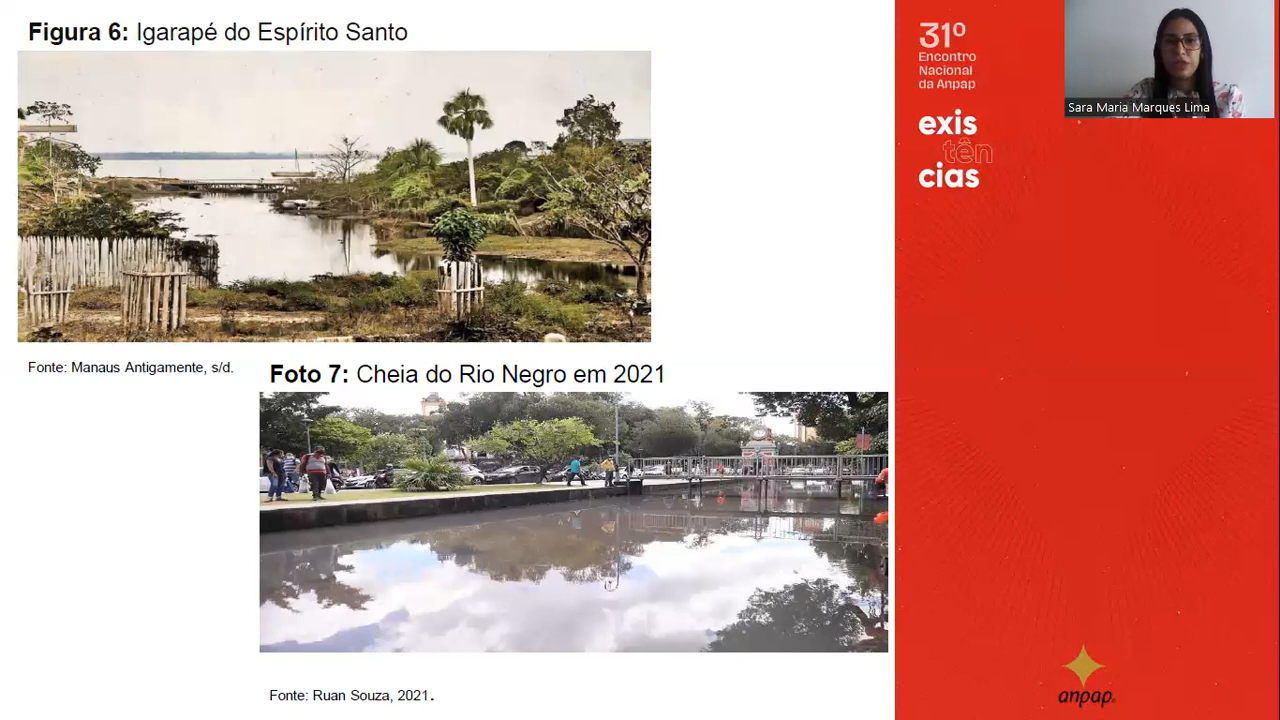 Figura 6: Igarapé do Espírito Santo
Fonte: Manaus Antigamente, s/d.
Foto 7: Cheia do Rio Negro em 2021
Fonte: Ruan Souza, 2021.
31º
Encontro
Nacional
da Anpap
exis
tên
cias
Sara Maria Marques Lima
anpap